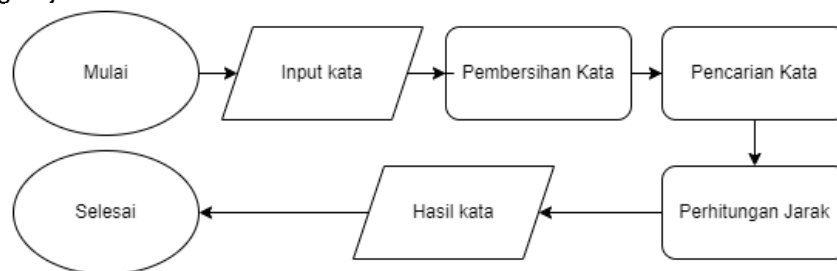 Mulai
Input kata
Pembersihan Kata
Pencarian Kata
Perhitungan Jarak
Hasil kata
Selesai